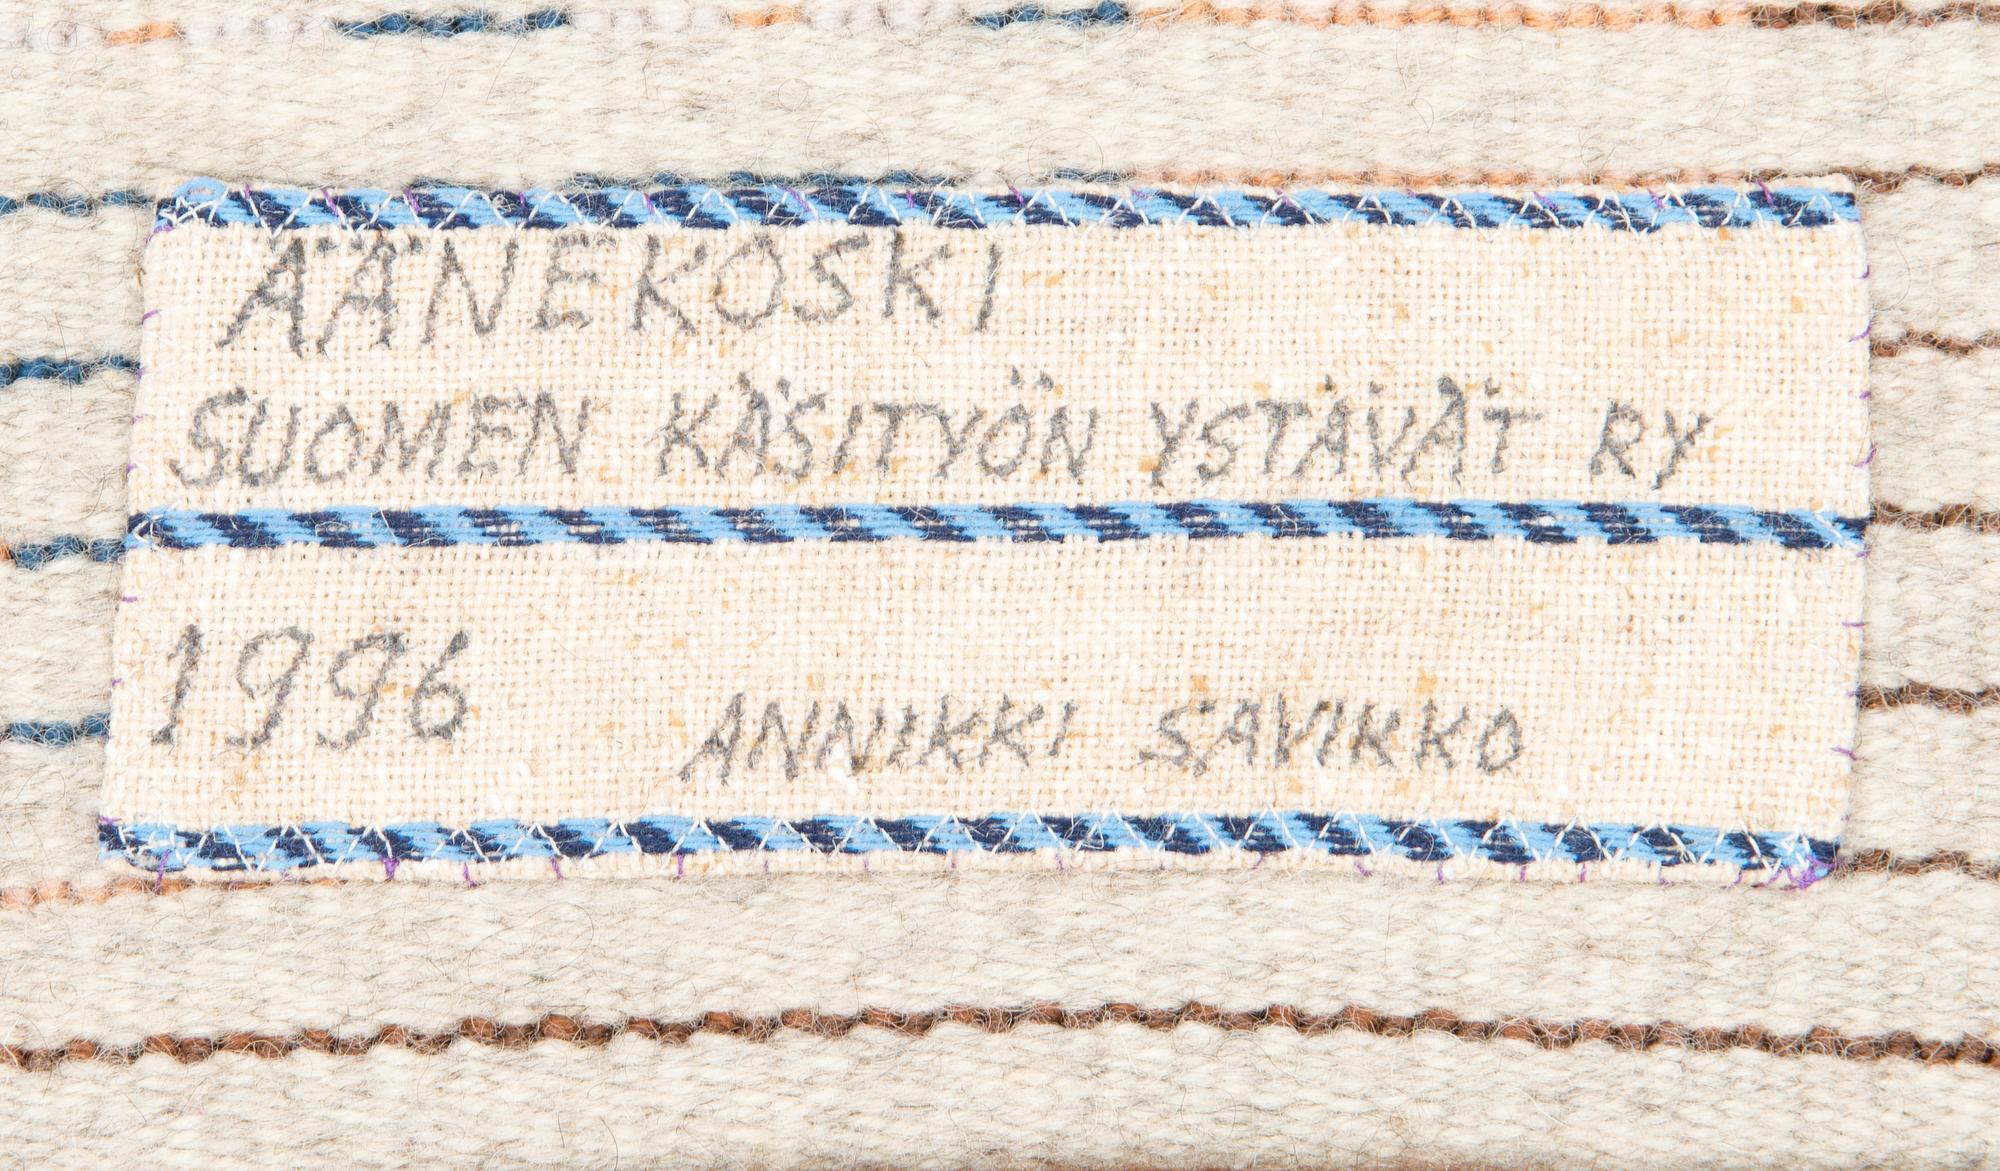 ÄÄNEKOSKI
SUOMEN KÄSITYÖN YSTÄVÄT RY
1996 ANNIKKI SAVIKKO